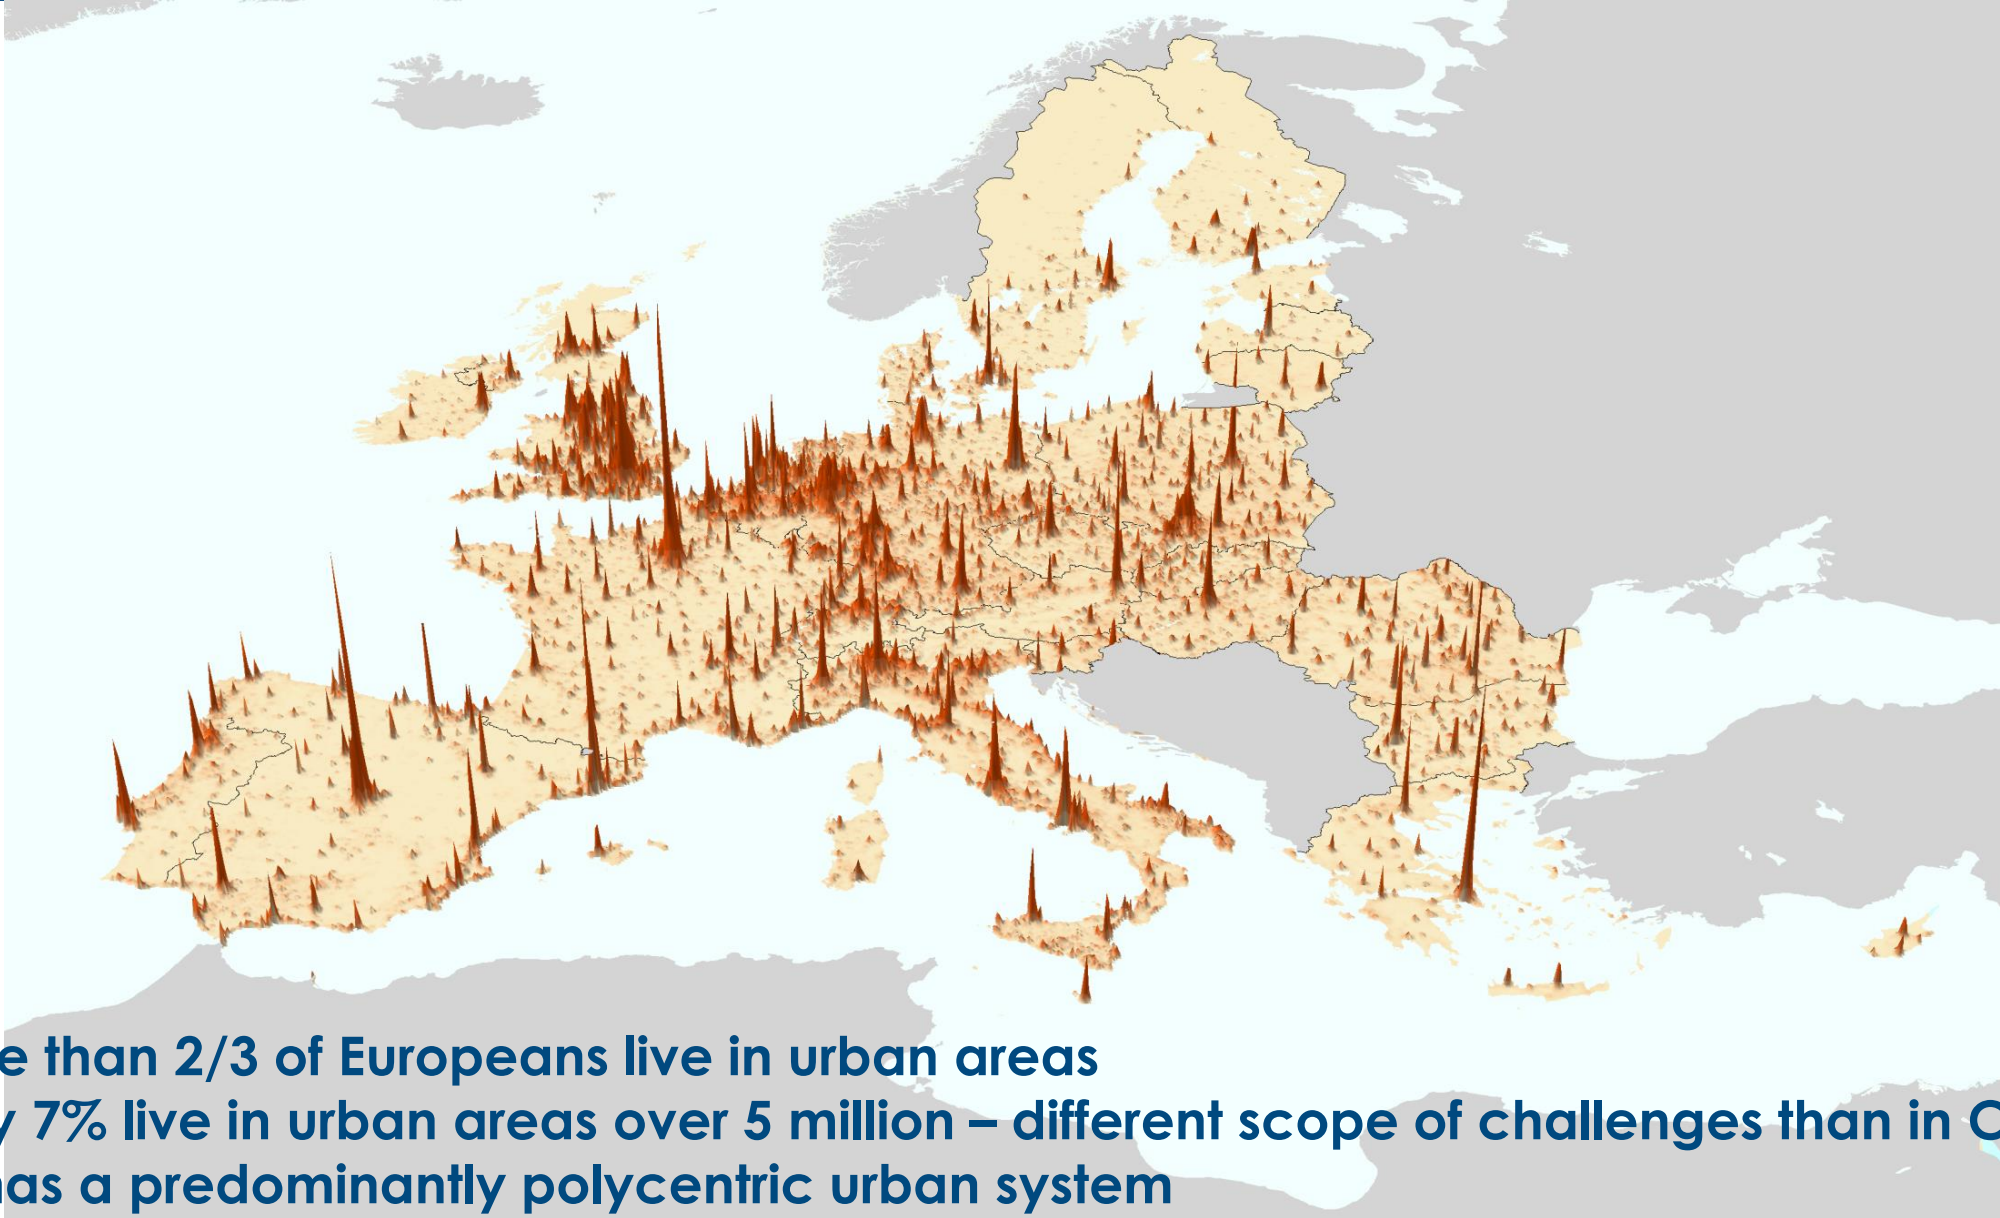 than 2/3 of Europeans live in urban areas
7% live in urban areas over 5 million – different scope of challenges than in
has a predominantly polycentric urban system